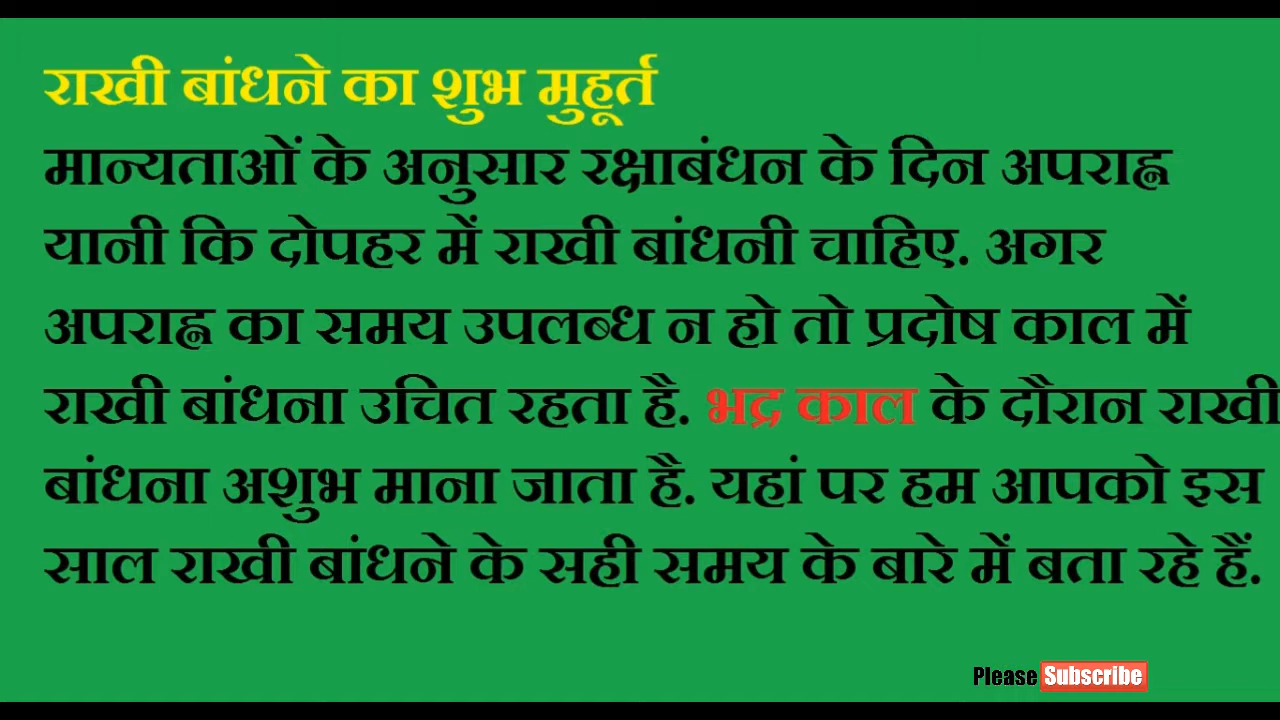 राखी बांधने का शुभ मुहूर्त
मान्यताओं के अनुसार रक्षाबंधन के दिन अपराह्न
यानी कि दोपहर में राखी बांधनी चाहिए. अगर
अपराह्न का समय उपलब्ध न हो तो प्रदोष काल में
राखी बांधना उचित रहता है. भद्र काल के दौरान राखी
बांधना अशुभ माना जाता है. यहां पर हम आपको इस
साल राखी बांधने के सही समय के बारे में बता रहे हैं.
Please Subscribe